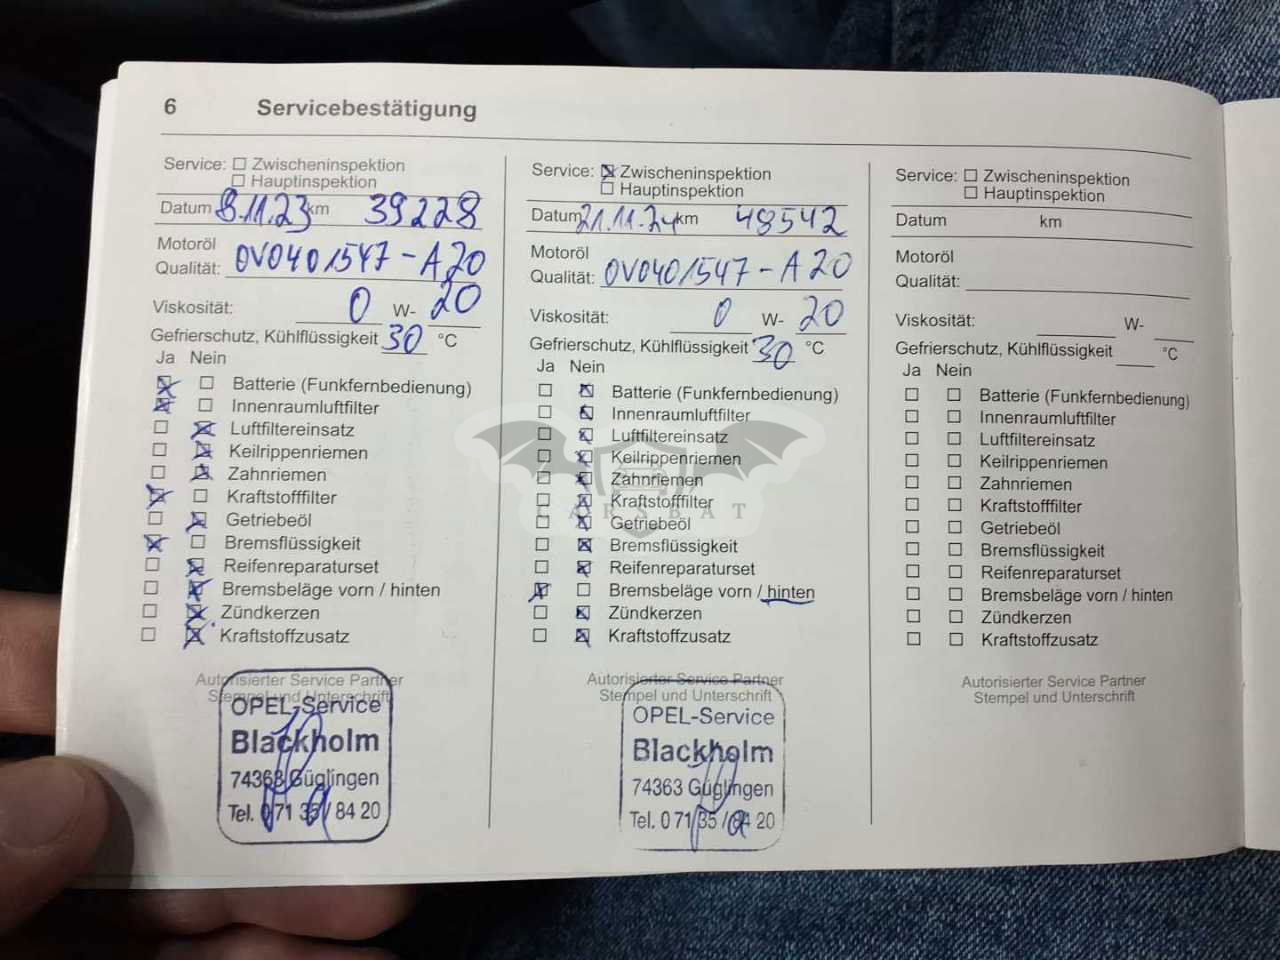 6 Servicebestätigung
Service: Zwischeninspektion
Hauptinspektion
Datum 8.11.23 km 39228
Motoröl
Qualität: OV0401547-A20
Viskosität: 0 W- 20
Gefrierschutz, Kühlflüssigkeit 30 °C
Ja Nein
Batterie (Funkfernbedienung)
Innenraumluftfilter
Luftfiltereinsatz
Keilrippenriemen
Zahnriemen
Kraftstofffilter
Getriebeöl
Bremsflüssigkeit
Reifenreparaturset
Bremsbeläge vorn / hinten
Zündkerzen
Kraftstoffzusatz
Autorisierter Service Partner
Stempel und Unterschrift
OPEL-Service
Blackholm
74363 Güglingen
Tel. 0 71 35 / 84 20
Service: Zwischeninspektion
Hauptinspektion
Datum 21.11.24 km 48542
Motoröl
Qualität: OV0401547-A20
Viskosität: 0 W- 20
Gefrierschutz, Kühlflüssigkeit 30 °C
Ja Nein
Batterie (Funkfernbedienung)
Innenraumluftfilter
Luftfiltereinsatz
Keilrippenriemen
Zahnriemen
Kraftstofffilter
Getriebeöl
Bremsflüssigkeit
Reifenreparaturset
Bremsbeläge vorn / hinten
Zündkerzen
Kraftstoffzusatz
Autorisierter Service Partner
Stempel und Unterschrift
OPEL-Service
Blackholm
74363 Güglingen
Tel. 0 71 35 / 84 20
Service: Zwischeninspektion
Hauptinspektion
Datum km
Motoröl
Qualität:
Viskosität: W-
Gefrierschutz, Kühlflüssigkeit °C
Ja Nein
Batterie (Funkfernbedienung)
Innenraumluftfilter
Luftfiltereinsatz
Keilrippenriemen
Zahnriemen
Kraftstofffilter
Getriebeöl
Bremsflüssigkeit
Reifenreparaturset
Bremsbeläge vorn / hinten
Zündkerzen
Kraftstoffzusatz
Autorisierter Service Partner
Stempel und Unterschrift
CARSBAT